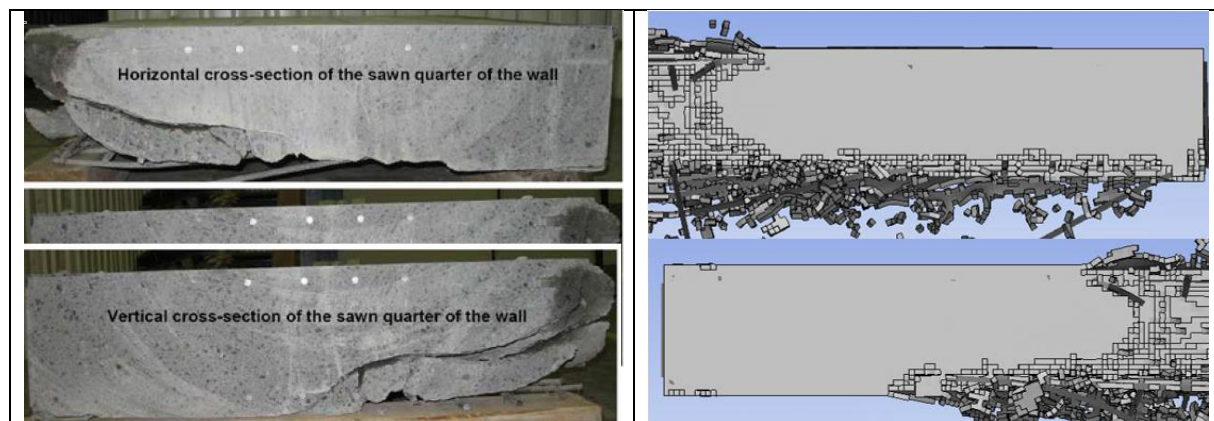 Horizontal cross-section of the sawn quarter of the wall
Vertical cross-section of the sawn quarter of the wall